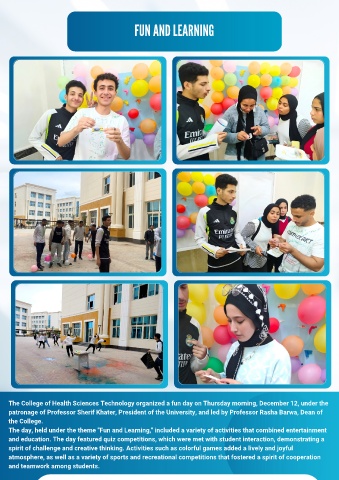 FUN AND LEARNING
The College of Health Sciences Technology organized a fun day on Thursday morning, December 12, under the
patronage of Professor Sherif Khater, President of the University, and led by Professor Rasha Barwa, Dean of
the College.
The day, held under the theme "Fun and Learning," included a variety of activities that combined entertainment
and education. The day featured quiz competitions, which were met with student interaction, demonstrating a
spirit of challenge and creative thinking. Activities such as colorful games added a lively and joyful
atmosphere, as well as a variety of sports and recreational competitions that fostered a spirit of cooperation
and teamwork among students.